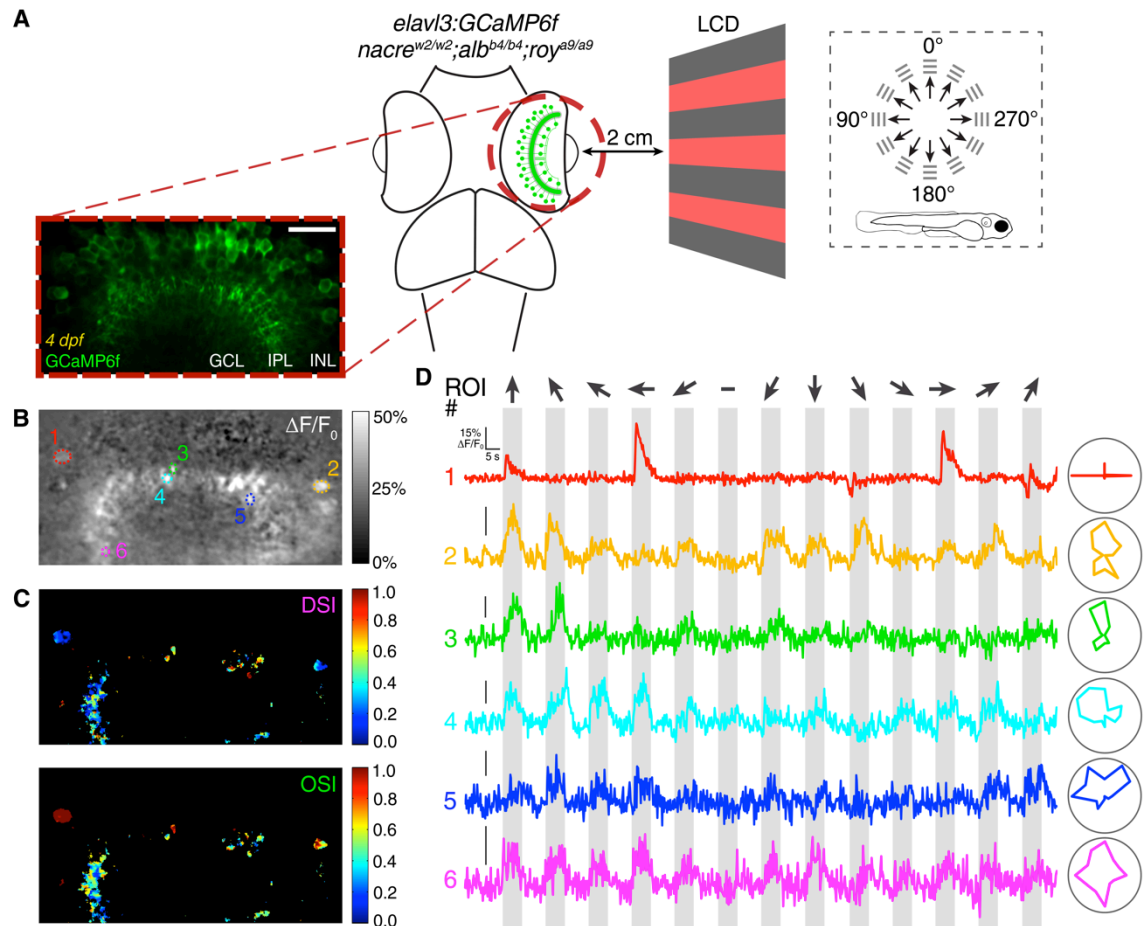 A
elavl3:GCaMP6f
nacre^w2/w2;alb^b4/b4;roy^a9/a9
LCD
2 cm
0°
90°
270°
180°
4 dpf
GCaMP6f
GCL IPL INL
B
ΔF/F₀
50%
25%
0%
1
2
3
4
5
6
C
DSI
1.0
0.8
0.6
0.4
0.2
0.0
OSI
1.0
0.8
0.6
0.4
0.2
0.0
D
ROI
#
15%
ΔF/F₀
5 s
1
2
3
4
5
6